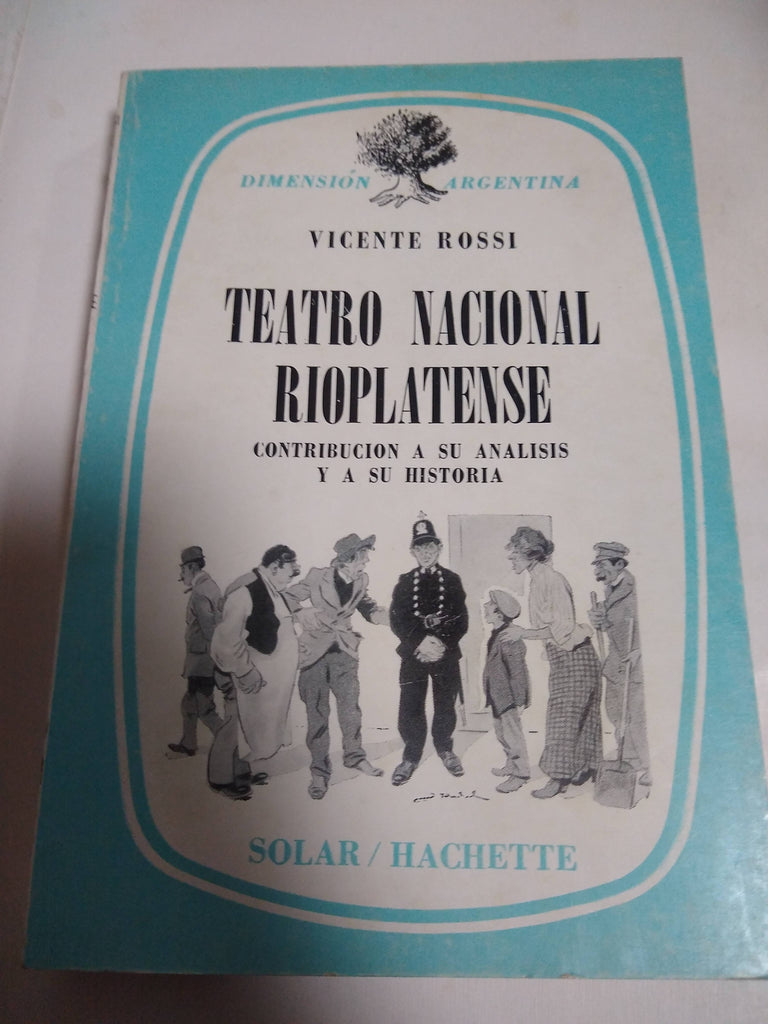 DIMENSIÓN ARGENTINA
VICENTE ROSSI
TEATRO NACIONAL
RIOPLATENSE
CONTRIBUCION A SU ANALISIS
Y A SU HISTORIA
SOLAR / HACHETTE